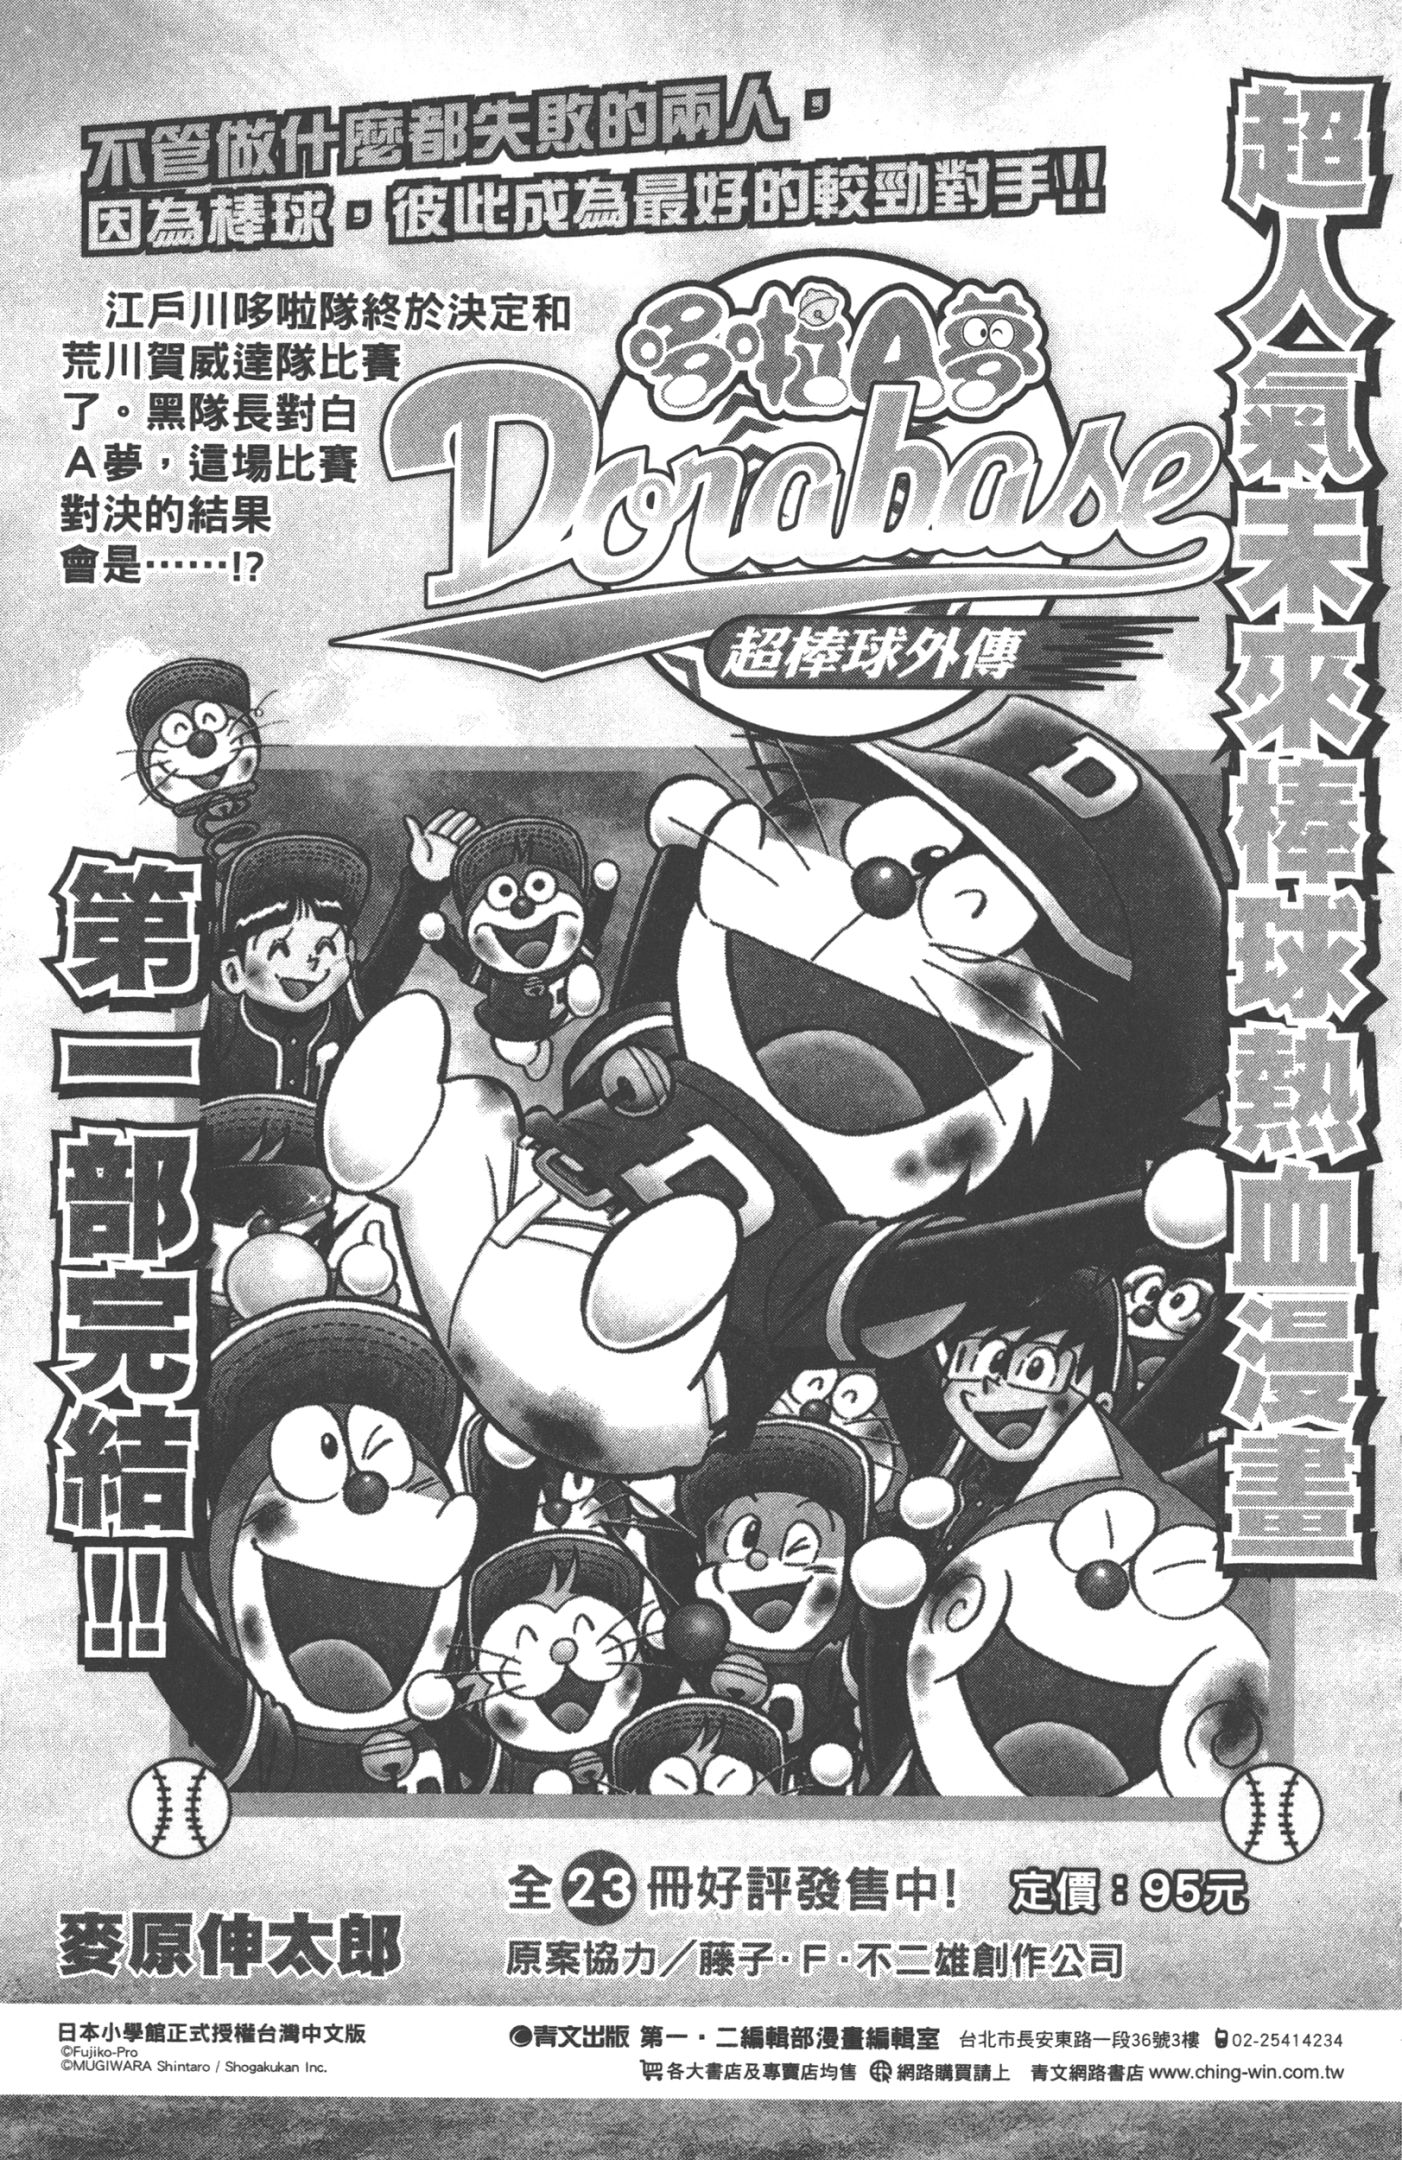 超人氣未來棒球熱血漫畫
不管做什麼都失敗的兩人，
因為棒球，彼此成為最好的較勁對手!!
江戶川哆啦隊終於決定和
荒川賀威達隊比賽
了。黑隊長對白
A夢，這場比賽
對決的結果
會是……!?
哆啦A夢
Dorabase
超棒球外傳
D
M
D
第一部完結!!
全23冊好評發售中!
定價：95元
麥原伸太郎
原案協力／藤子・F・不二雄創作公司
日本小學館正式授權台灣中文版
©Fujiko-Pro
©MUGIWARA Shintaro / Shogakukan Inc.
青文出版 第一・二編輯部漫畫編輯室 台北市長安東路一段36號3樓 02-25414234
各大書店及專賣店均售 網路購買請上 青文網路書店 www.ching-win.com.tw